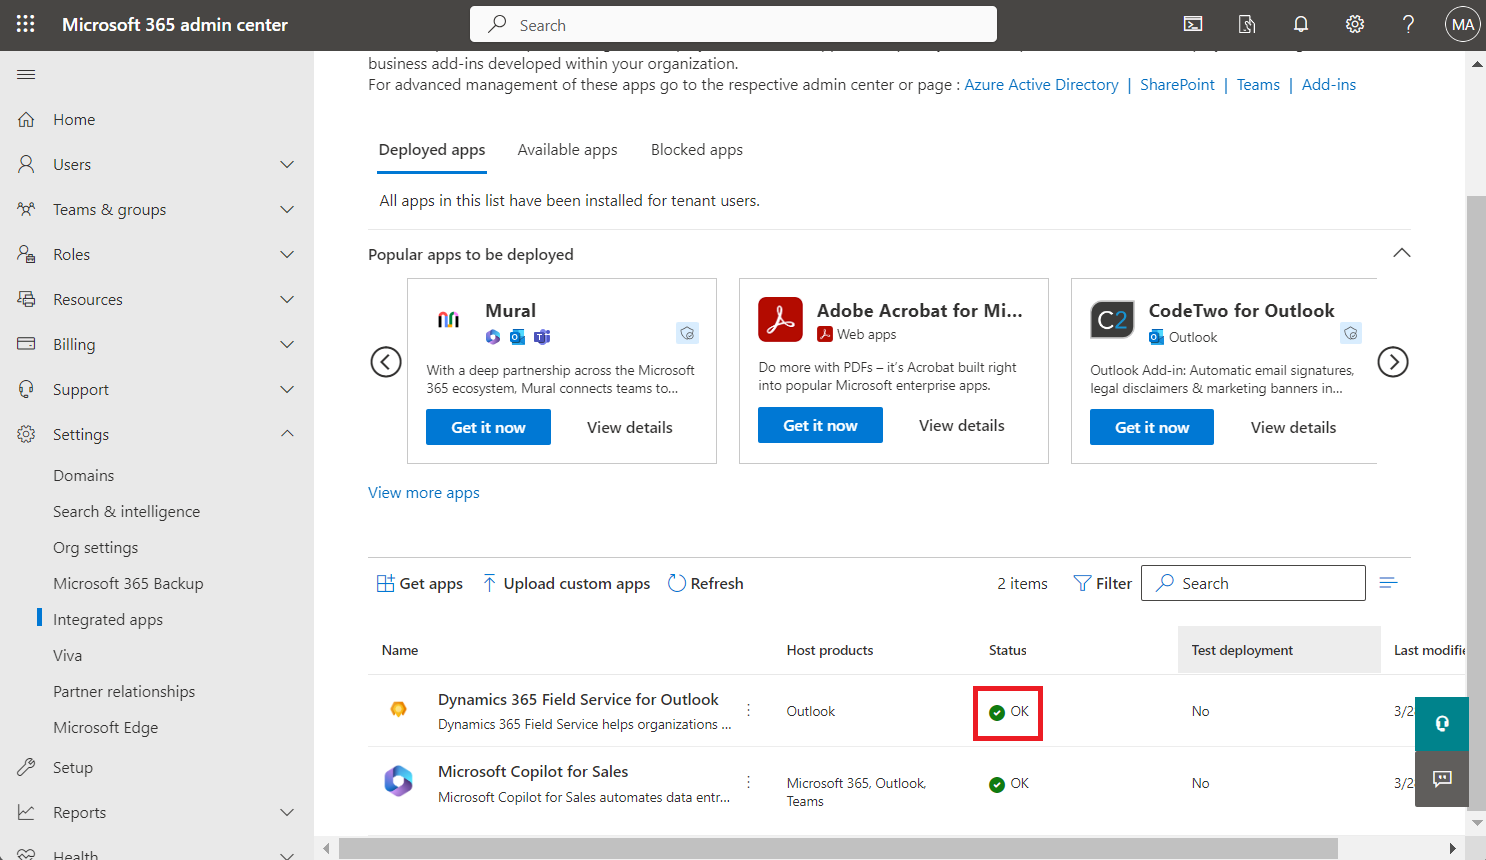 Microsoft 365 admin center
Search
MA
business add-ins developed within your organization.
For advanced management of these apps go to the respective admin center or page : Azure Active Directory | SharePoint | Teams | Add-ins
Home
Users
Teams & groups
Roles
Resources
Billing
Support
Settings
Domains
Search & intelligence
Org settings
Microsoft 365 Backup
Integrated apps
Viva
Partner relationships
Microsoft Edge
Setup
Reports
Health
Deployed apps
Available apps
Blocked apps
All apps in this list have been installed for tenant users.
Popular apps to be deployed
Mural
With a deep partnership across the Microsoft
365 ecosystem, Mural connects teams to...
Get it now
View details
Adobe Acrobat for Mi...
Web apps
Do more with PDFs – it's Acrobat built right
into popular Microsoft enterprise apps.
Get it now
View details
C2
CodeTwo for Outlook
Outlook
Outlook Add-in: Automatic email signatures,
legal disclaimers & marketing banners in...
Get it now
View details
View more apps
Get apps
Upload custom apps
Refresh
2 items
Filter
Search
Name
Host products
Status
Test deployment
Last modifie
Dynamics 365 Field Service for Outlook
Dynamics 365 Field Service helps organizations ...
Outlook
OK
No
3/2
Microsoft Copilot for Sales
Microsoft Copilot for Sales automates data entr...
Microsoft 365, Outlook,
Teams
OK
No
3/2